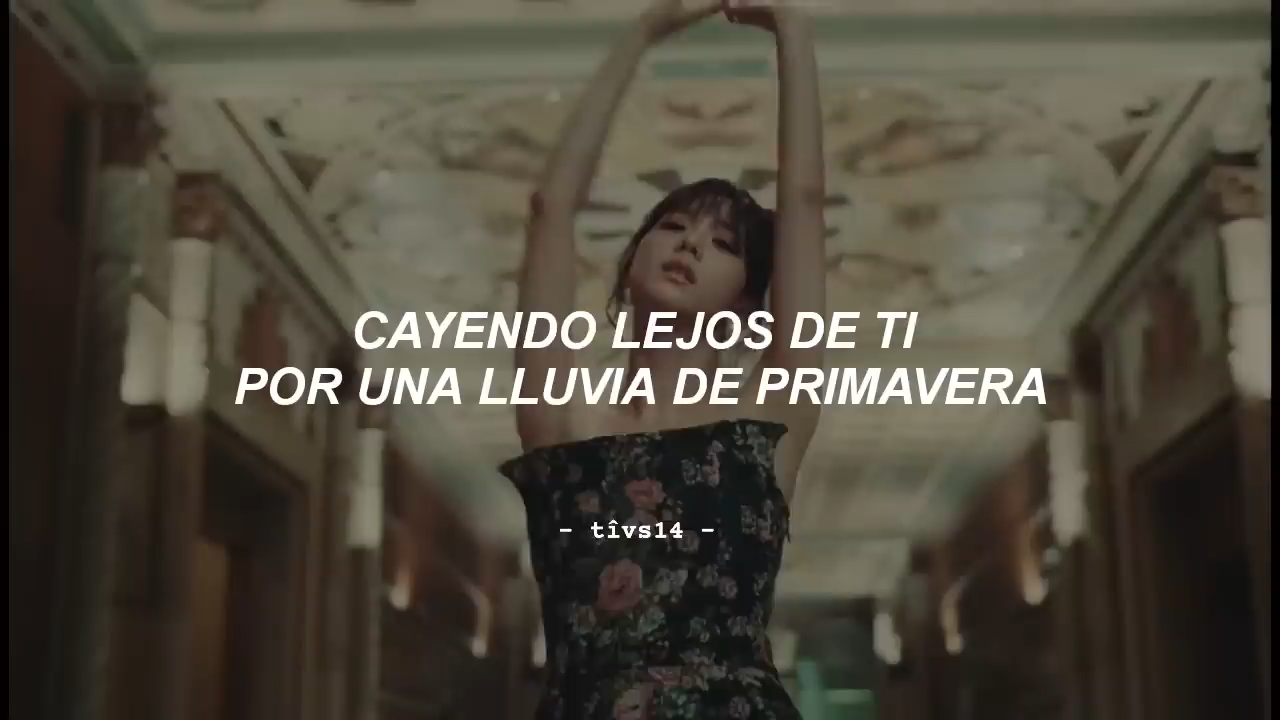 CAYENDO LEJOS DE TI
POR UNA LLUVIA DE PRIMAVERA
- tîvs14 -